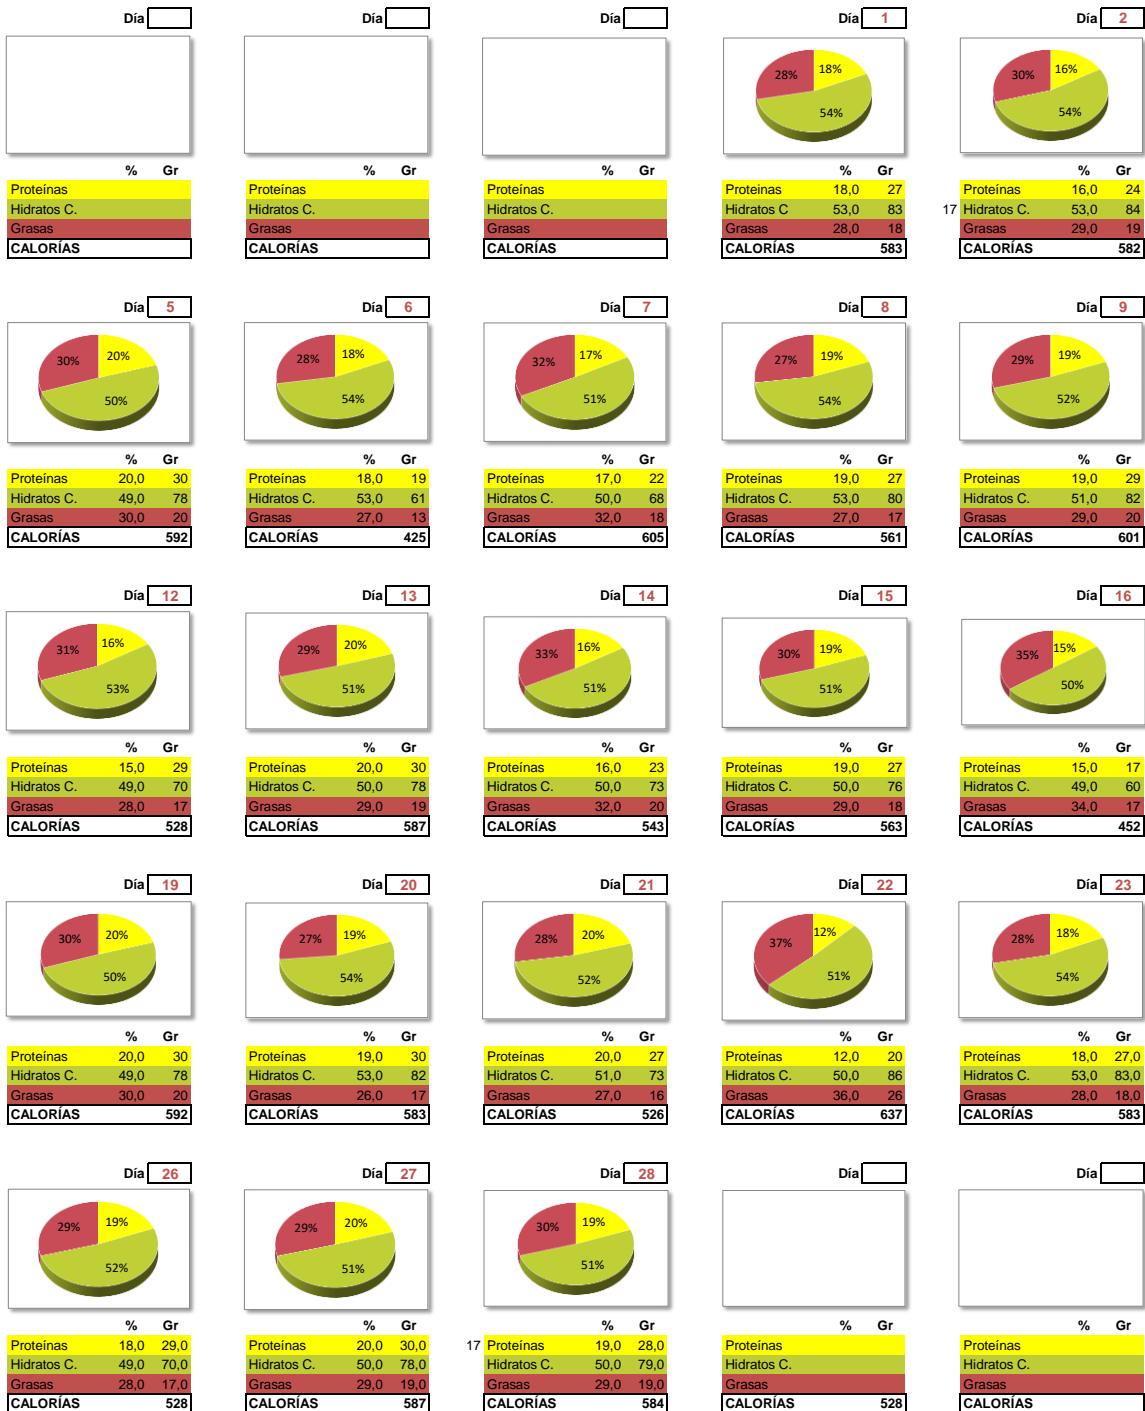 Día Día Día Día 1 Día 2
28% 18% 30% 16%
54% 54%
% Gr % Gr % Gr % Gr % Gr
Proteínas Proteínas Proteínas Proteinas 18,0 27 Proteínas 16,0 24
Hidratos C. Hidratos C. Hidratos C. Hidratos C 53,0 83 17 Hidratos C. 53,0 84
Grasas Grasas Grasas Grasas 28,0 18 Grasas 29,0 19
CALORÍAS CALORÍAS CALORÍAS CALORÍAS 583 CALORÍAS 582
Día 5 Día 6 Día 7 Día 8 Día 9
30% 20% 28% 18% 32% 17% 27% 19% 29% 19%
50% 54% 51% 54% 52%
% Gr % Gr % Gr % Gr % Gr
Proteínas 20,0 30 Proteínas 18,0 19 Proteínas 17,0 22 Proteínas 19,0 27 Proteínas 19,0 29
Hidratos C. 49,0 78 Hidratos C. 53,0 61 Hidratos C. 50,0 68 Hidratos C. 53,0 80 Hidratos C. 51,0 82
Grasas 30,0 20 Grasas 27,0 13 Grasas 32,0 18 Grasas 27,0 17 Grasas 29,0 20
CALORÍAS 592 CALORÍAS 425 CALORÍAS 605 CALORÍAS 561 CALORÍAS 601
Día 12 Día 13 Día 14 Día 15 Día 16
31% 16% 29% 20% 33% 16% 30% 19% 35% 15%
53% 51% 51% 51% 50%
% Gr % Gr % Gr % Gr % Gr
Proteínas 15,0 29 Proteínas 20,0 30 Proteínas 16,0 23 Proteínas 19,0 27 Proteínas 15,0 17
Hidratos C. 49,0 70 Hidratos C. 50,0 78 Hidratos C. 50,0 73 Hidratos C. 50,0 76 Hidratos C. 49,0 60
Grasas 28,0 17 Grasas 29,0 19 Grasas 32,0 20 Grasas 29,0 18 Grasas 34,0 17
CALORÍAS 528 CALORÍAS 587 CALORÍAS 543 CALORÍAS 563 CALORÍAS 452
Día 19 Día 20 Día 21 Día 22 Día 23
30% 20% 27% 19% 28% 20% 37% 12% 28% 18%
50% 54% 52% 51% 54%
% Gr % Gr % Gr % Gr % Gr
Proteínas 20,0 30 Proteínas 19,0 30 Proteínas 20,0 27 Proteínas 12,0 20 Proteínas 18,0 27,0
Hidratos C. 49,0 78 Hidratos C. 53,0 82 Hidratos C. 51,0 73 Hidratos C. 50,0 86 Hidratos C. 53,0 83,0
Grasas 30,0 20 Grasas 26,0 17 Grasas 27,0 16 Grasas 36,0 26 Grasas 28,0 18,0
CALORÍAS 592 CALORÍAS 583 CALORÍAS 526 CALORÍAS 637 CALORÍAS 583
Día 26 Día 27 Día 28 Día Día
29% 19% 29% 20% 30% 19%
52% 51% 51%
% Gr % Gr % Gr % Gr % Gr
Proteínas 18,0 29,0 Proteínas 20,0 30,0 17 Proteínas 19,0 28,0 Proteínas Proteínas
Hidratos C. 49,0 70,0 Hidratos C. 50,0 78,0 Hidratos C. 50,0 79,0 Hidratos C. Hidratos C.
Grasas 28,0 17,0 Grasas 29,0 19,0 Grasas 29,0 19,0 Grasas Grasas
CALORÍAS 528 CALORÍAS 587 CALORÍAS 584 CALORÍAS 528 CALORÍAS